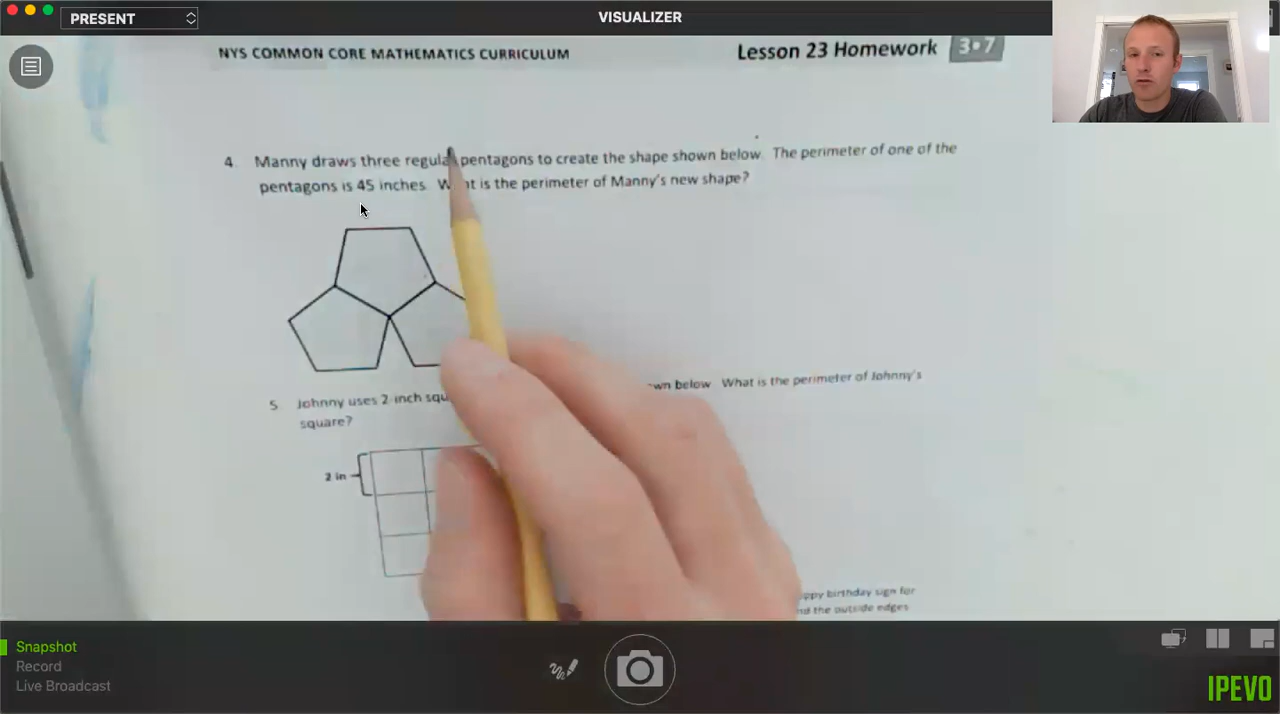 PRESENT
VISUALIZER
NYS COMMON CORE MATHEMATICS CURRICULUM
Lesson 23 Homework 3•7
4. Manny draws three regula pentagons to create the shape shown below. The perimeter of one of the
pentagons is 45 inches. W at is the perimeter of Manny's new shape?
5. Johnny uses 2 inch squ wn below. What is the perimeter of Johnny's
square?
2 in
ppy birthday sign for
nd the outside edges
Snapshot
Record
Live Broadcast
IPEVO